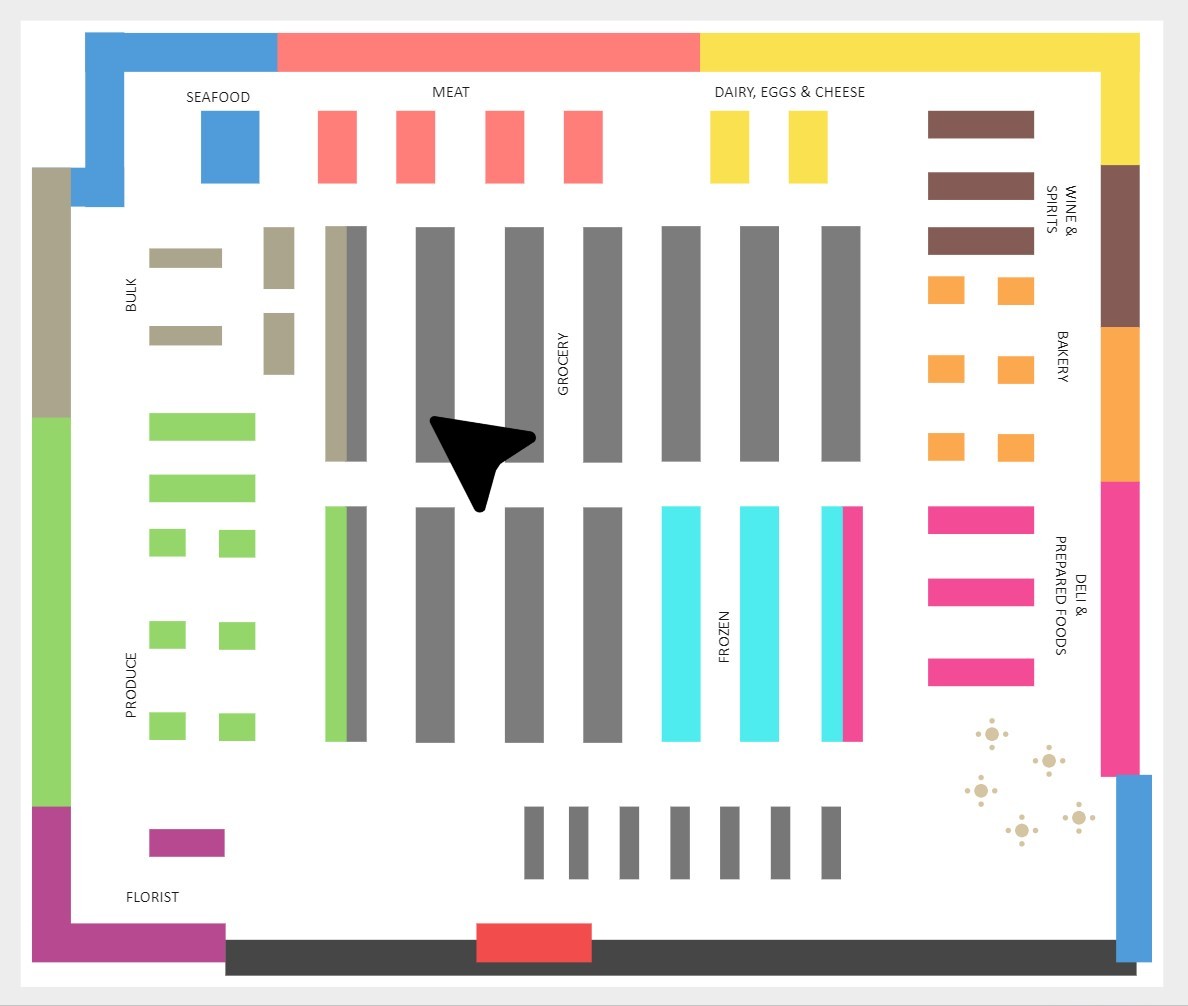 SEAFOOD
MEAT
DAIRY, EGGS & CHEESE
WINE &
SPIRITS
BULK
GROCERY
BAKERY
DELI &
PREPARED FOODS
FROZEN
PRODUCE
FLORIST